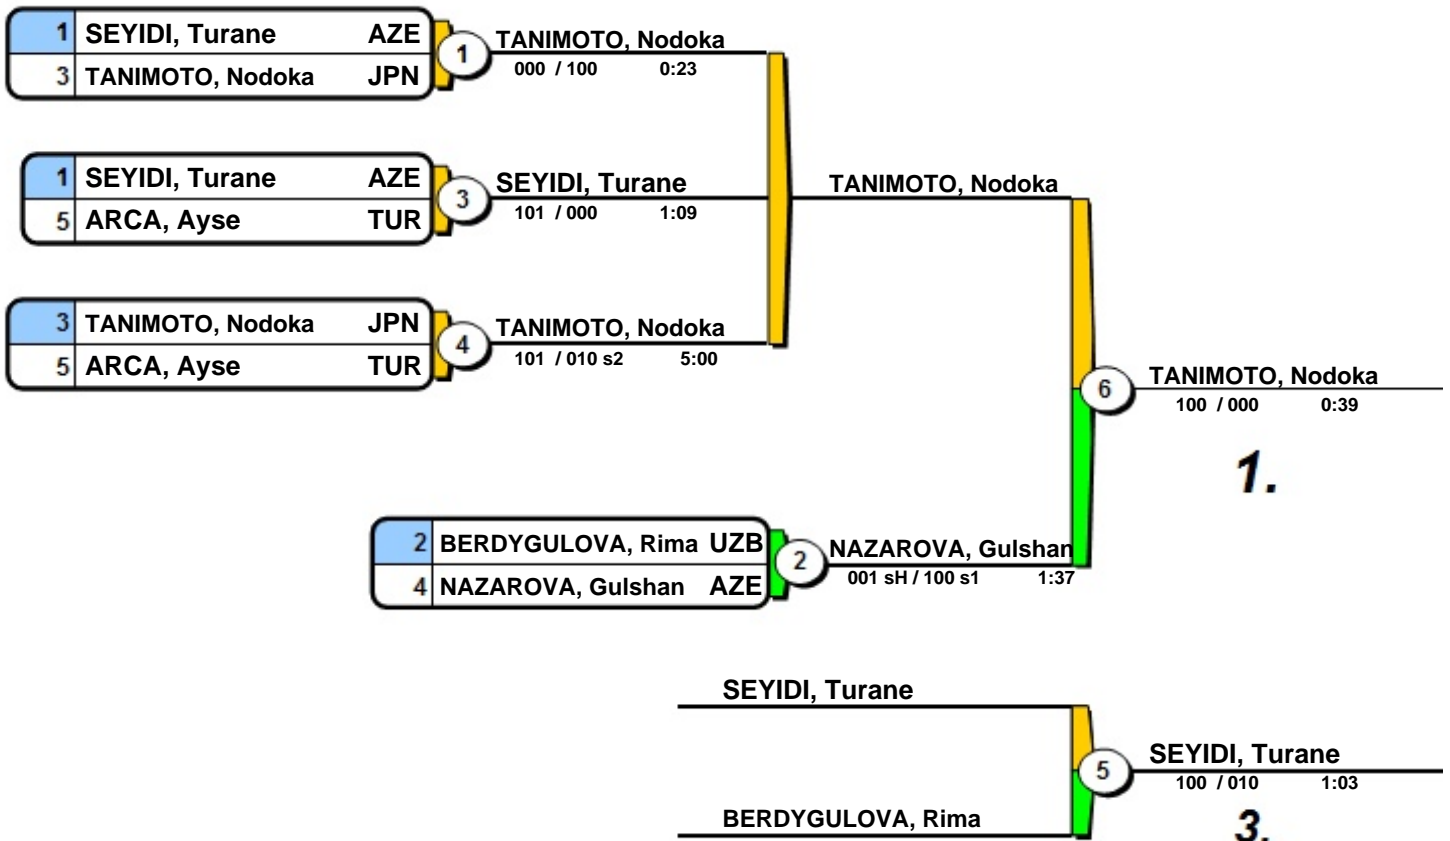 1 SEYIDI, Turane AZE
3 TANIMOTO, Nodoka JPN
1
TANIMOTO, Nodoka
000 / 100 0:23
1 SEYIDI, Turane AZE
5 ARCA, Ayse TUR
3
SEYIDI, Turane
101 / 000 1:09
TANIMOTO, Nodoka
3 TANIMOTO, Nodoka JPN
5 ARCA, Ayse TUR
4
TANIMOTO, Nodoka
101 / 010 s2 5:00
6
TANIMOTO, Nodoka
100 / 000 0:39
1.
2 BERDYGULOVA, Rima UZB
4 NAZAROVA, Gulshan AZE
2
NAZAROVA, Gulshan
001 sH / 100 s1 1:37
SEYIDI, Turane
5
SEYIDI, Turane
100 / 010 1:03
BERDYGULOVA, Rima
3.